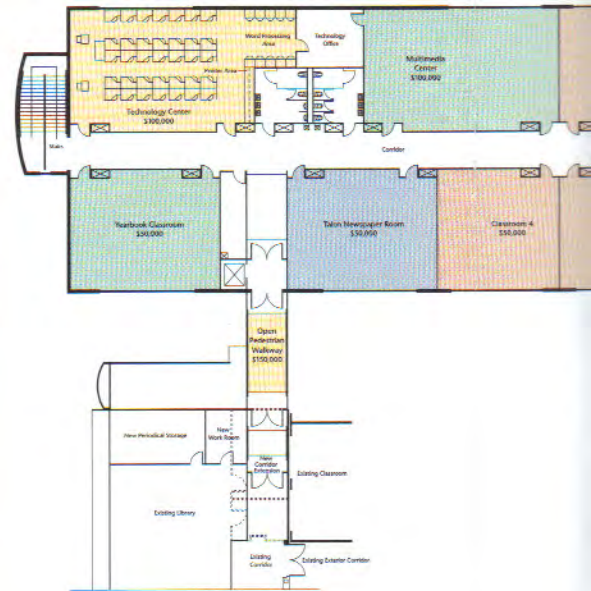 Word Processing
Area
Technology
Office
Multimedia
Center
$100,000
Printer Area
Technology Center
$300,000
Stairs
Corridor
Yearbook Classroom
$50,000
Talon Newspaper Room
$50,000
Classroom 4
$50,000
Open
Pedestrian
Walkway
$150,000
New Periodical Storage
New
Work Room
New
Corridor
Extension
Existing Classroom
Existing Library
Existing
Corridor
Existing Exterior Corridor